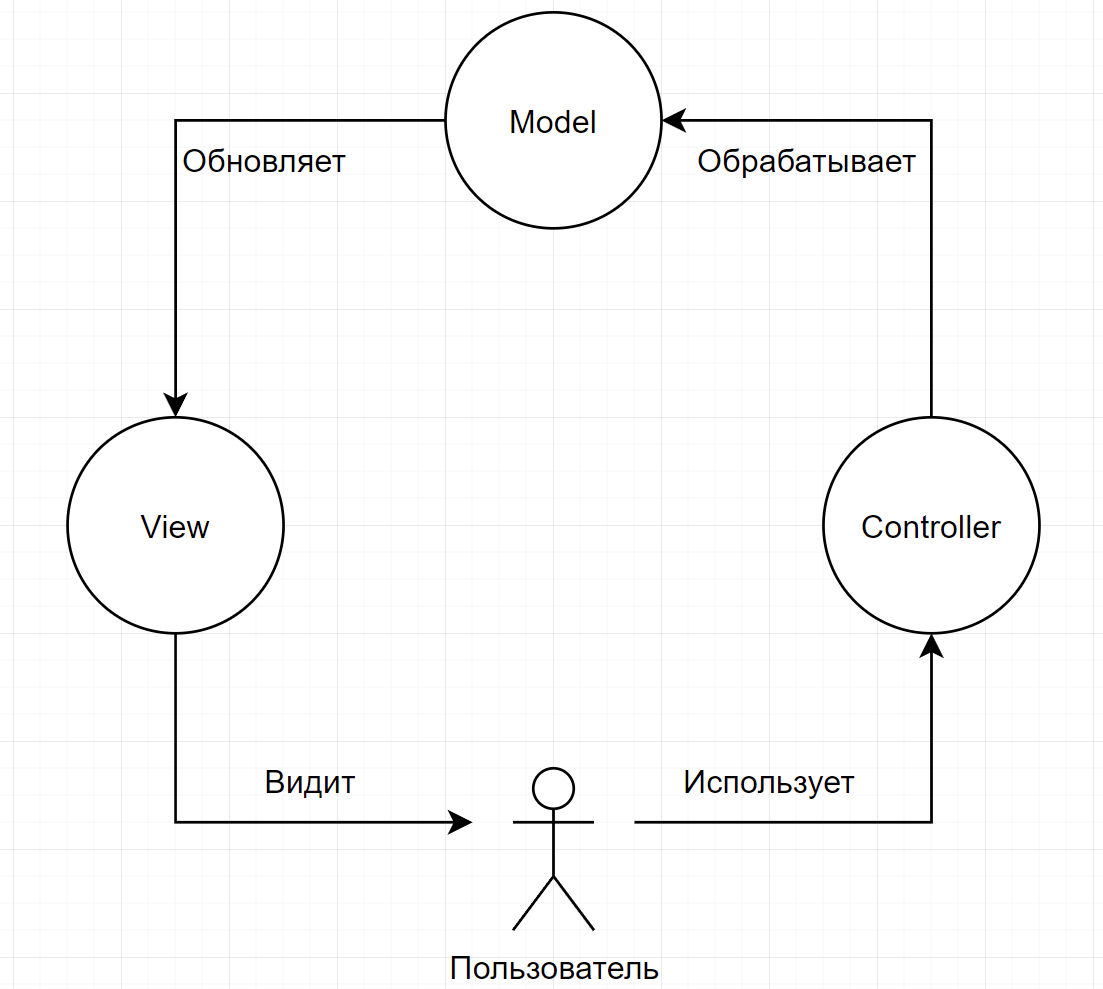 Model
Обновляет
Обрабатывает
View
Controller
Видит
Использует
Пользователь